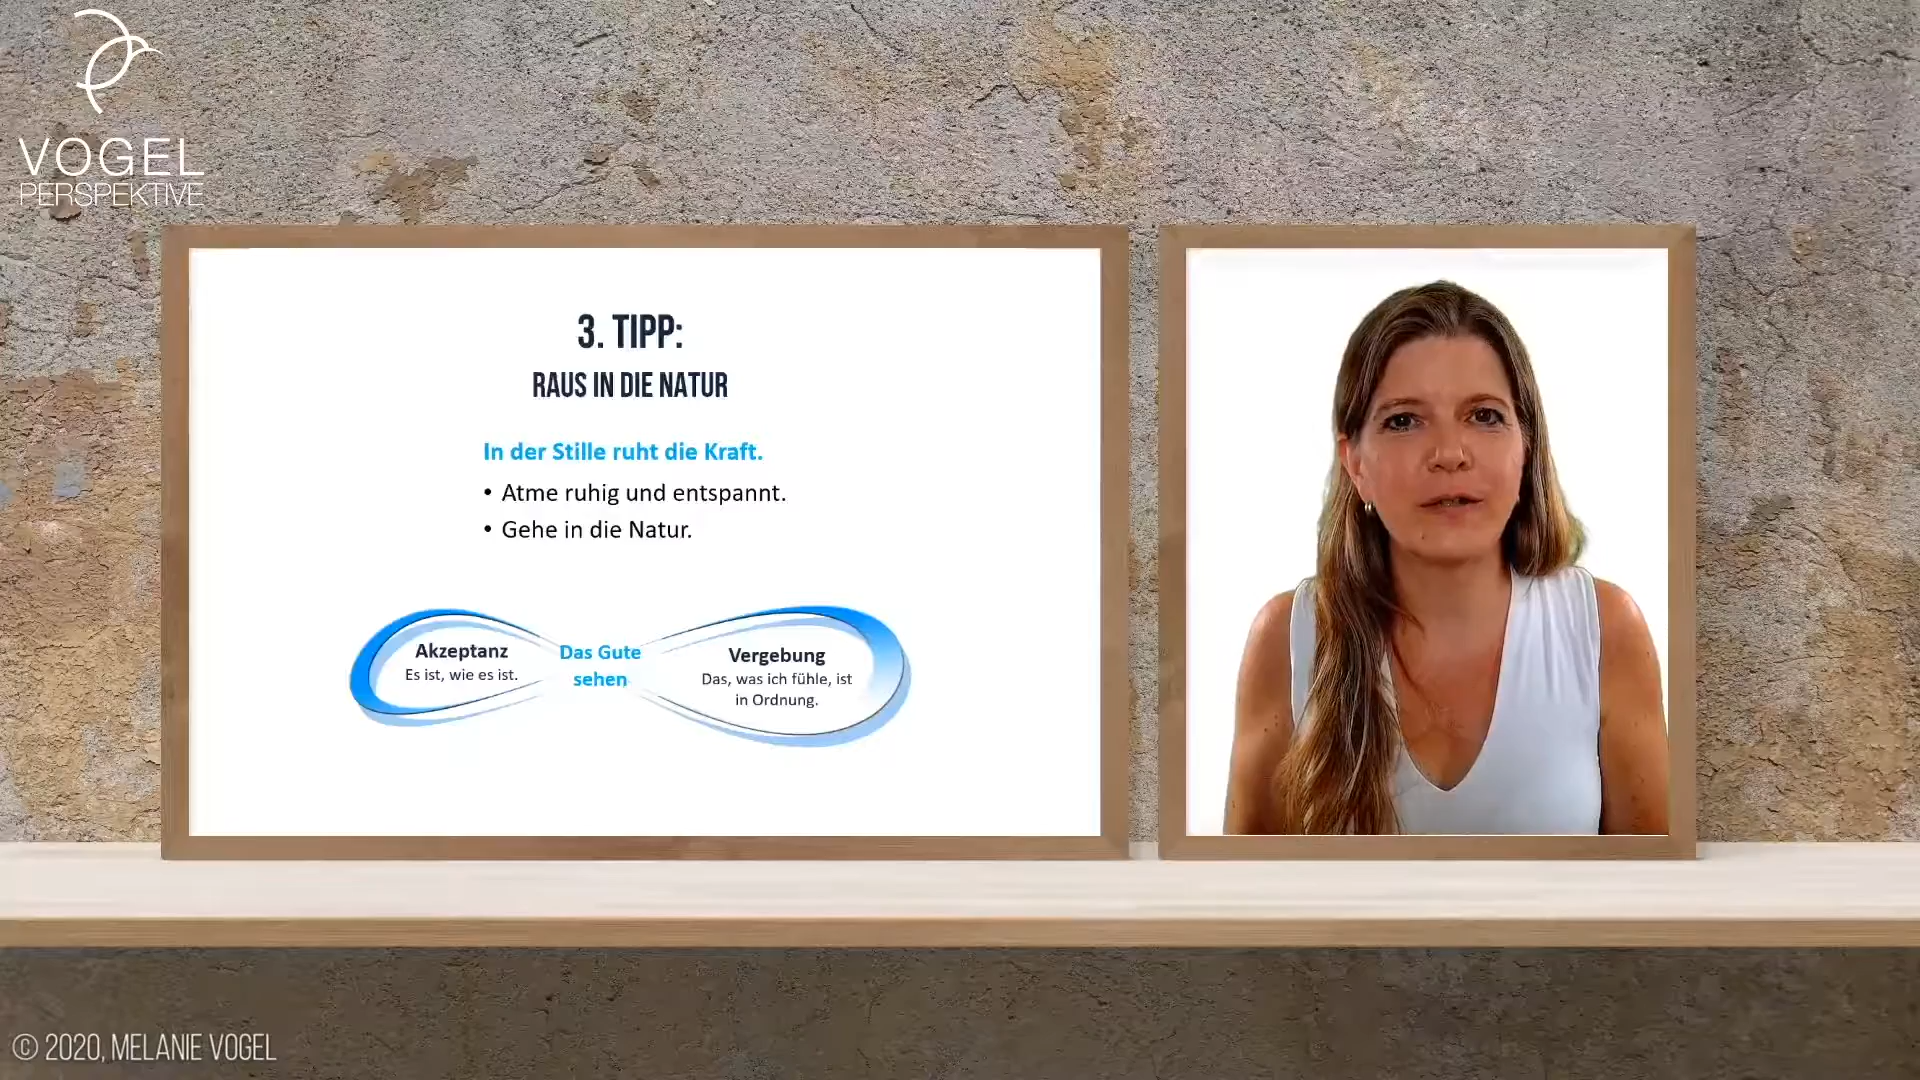 VOGEL
PERSPEKTIVE
3. TIPP:
RAUS IN DIE NATUR
In der Stille ruht die Kraft.
• Atme ruhig und entspannt.
• Gehe in die Natur.
Akzeptanz
Es ist, wie es ist.
Das Gute
sehen
Vergebung
Das, was ich fühle, ist
in Ordnung.
© 2020, MELANIE VOGEL